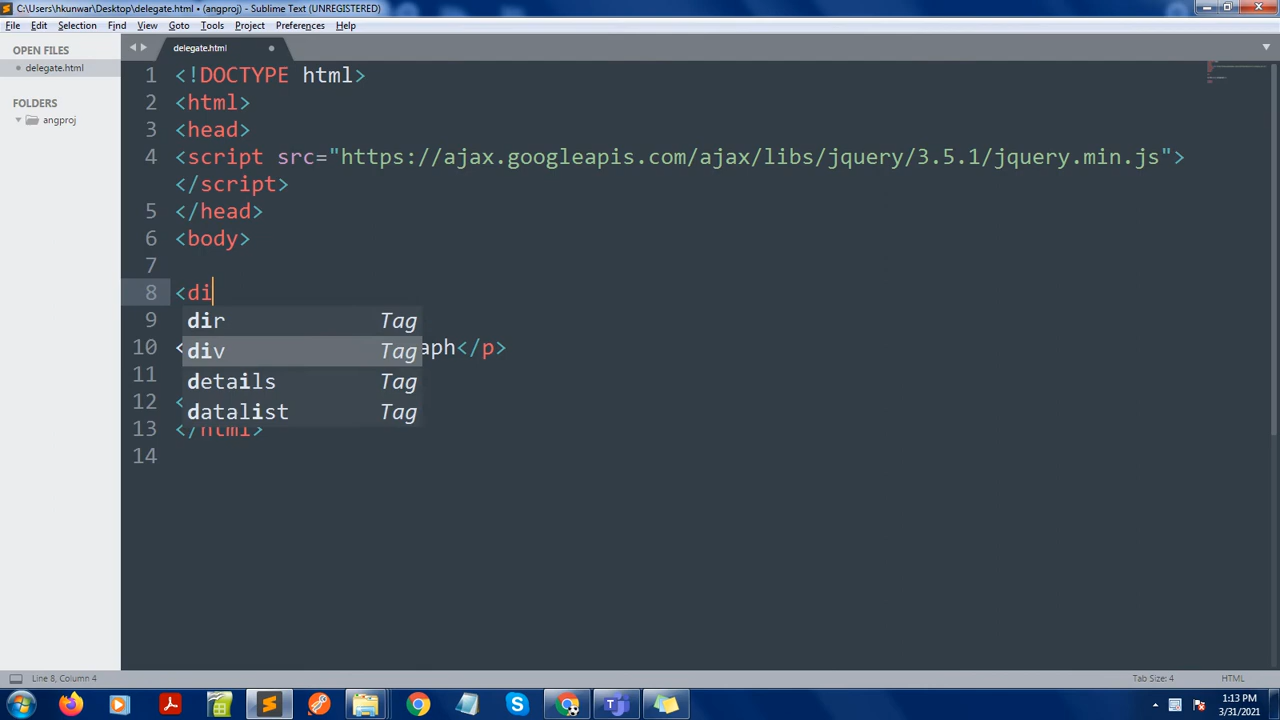 C:\Users\hkunwar\Desktop\delegate.html • (angproj) - Sublime Text (UNREGISTERED)
File Edit Selection Find View Goto Tools Project Preferences Help
OPEN FILES
delegate.html
FOLDERS
angproj
delegate.html
1 <!DOCTYPE html>
2 <html>
3 <head>
4 <script src="https://ajax.googleapis.com/ajax/libs/jquery/3.5.1/jquery.min.js">
</script>
5 </head>
6 <body>
7
8 <di
dir Tag
9
div Tag
10 < aph</p>
details Tag
11
datalist Tag
12 <
13 </html>
14
Line 8, Column 4
Tab Size: 4
HTML
1:13 PM
3/31/2021